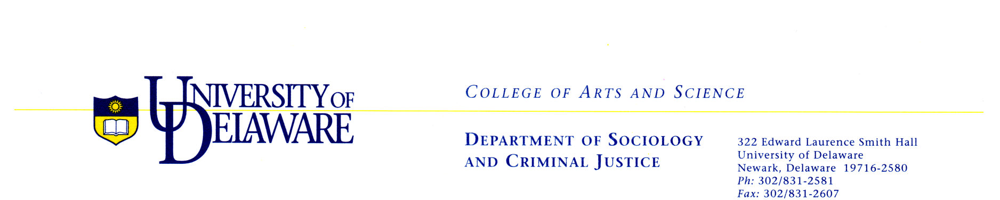 UNIVERSITY OF
DELAWARE
COLLEGE OF ARTS AND SCIENCE
DEPARTMENT OF SOCIOLOGY
AND CRIMINAL JUSTICE
322 Edward Laurence Smith Hall
University of Delaware
Newark, Delaware 19716-2580
Ph: 302/831-2581
Fax: 302/831-2607